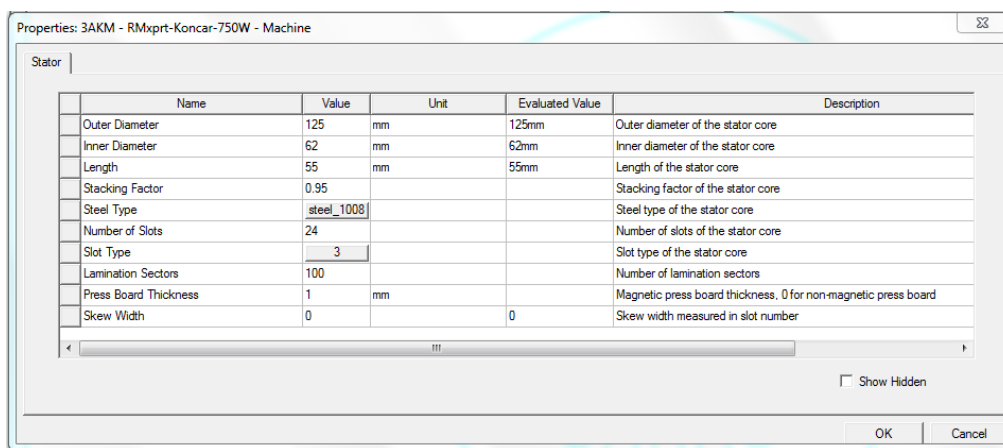 Properties: 3AKM - RMxprt-Koncar-750W - Machine
Stator
Name Value Unit Evaluated Value Description
Outer Diameter 125 mm 125mm Outer diameter of the stator core
Inner Diameter 62 mm 62mm Inner diameter of the stator core
Length 55 mm 55mm Length of the stator core
Stacking Factor 0.95 Stacking factor of the stator core
Steel Type steel_1008 Steel type of the stator core
Number of Slots 24 Number of slots of the stator core
Slot Type 3 Slot type of the stator core
Lamination Sectors 100 Number of lamination sectors
Press Board Thickness 1 mm Magnetic press board thickness, 0 for non-magnetic press board
Skew Width 0 0 Skew width measured in slot number
Show Hidden
OK Cancel